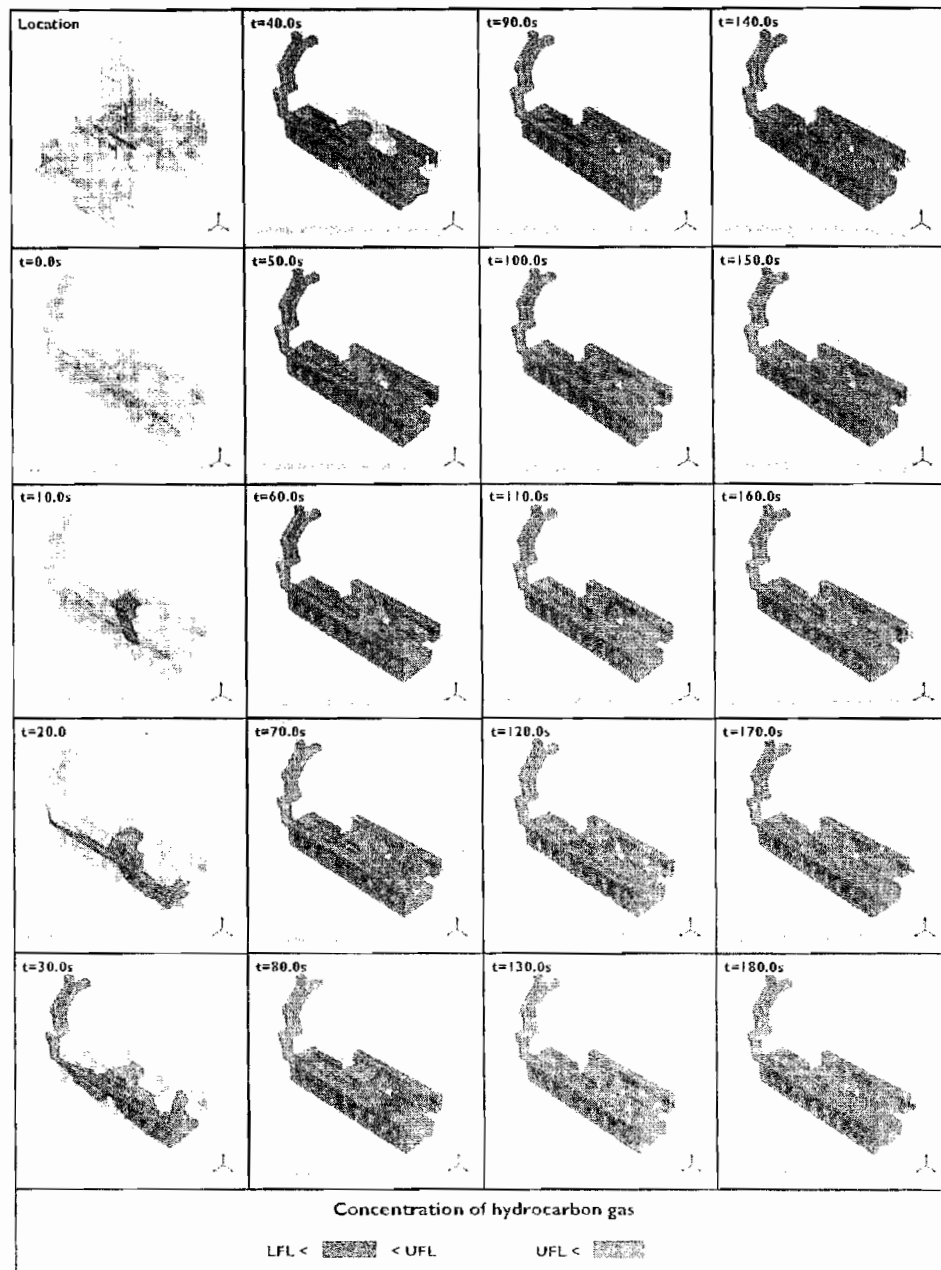 Location
t=40.0s
t=90.0s
t=140.0s
t=0.0s
t=50.0s
t=100.0s
t=150.0s
t=10.0s
t=60.0s
t=110.0s
t=160.0s
t=20.0
t=70.0s
t=120.0s
t=170.0s
t=30.0s
t=80.0s
t=130.0s
t=180.0s
Concentration of hydrocarbon gas
LFL < < UFL UFL <